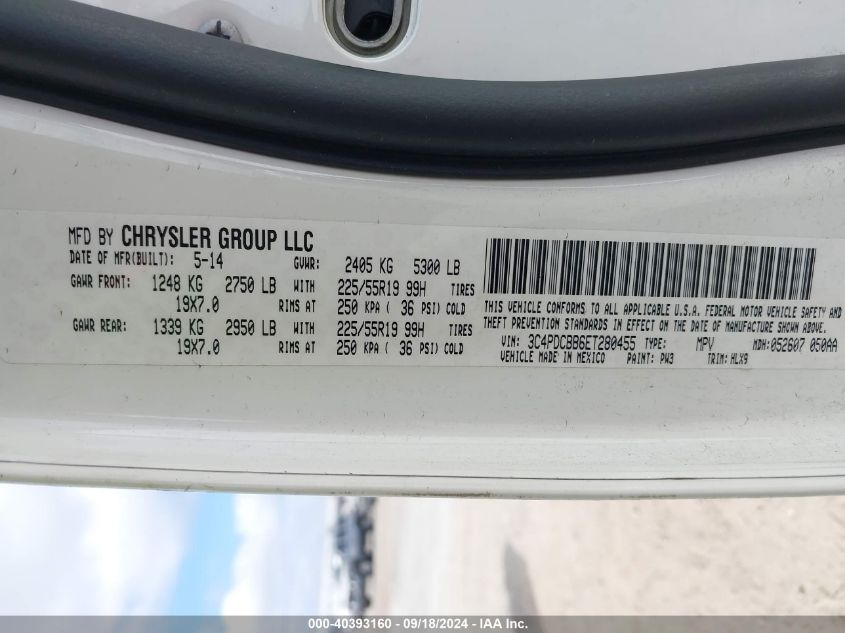 MFD BY CHRYSLER GROUP LLC
DATE OF MFR(BUILT): 5-14 GVWR: 2405 KG 5300 LB
GAWR FRONT: 1248 KG 2750 LB WITH 225/55R19 99H TIRES
19X7.0 RIMS AT 250 KPA ( 36 PSI) COLD
GAWR REAR: 1339 KG 2950 LB WITH 225/55R19 99H TIRES
19X7.0 RIMS AT 250 KPA ( 36 PSI) COLD
THIS VEHICLE CONFORMS TO ALL APPLICABLE U.S.A. FEDERAL MOTOR VEHICLE SAFETY AND
THEFT PREVENTION STANDARDS IN EFFECT ON THE DATE OF MANUFACTURE SHOWN ABOVE.
VIN: 3C4PDCBB6ET280455 TYPE: MPV MDH: 052607 050AA
VEHICLE MADE IN MEXICO PAINT: PW3 TRIM: HLX9
000-40393160 - 09/18/2024 - IAA Inc.